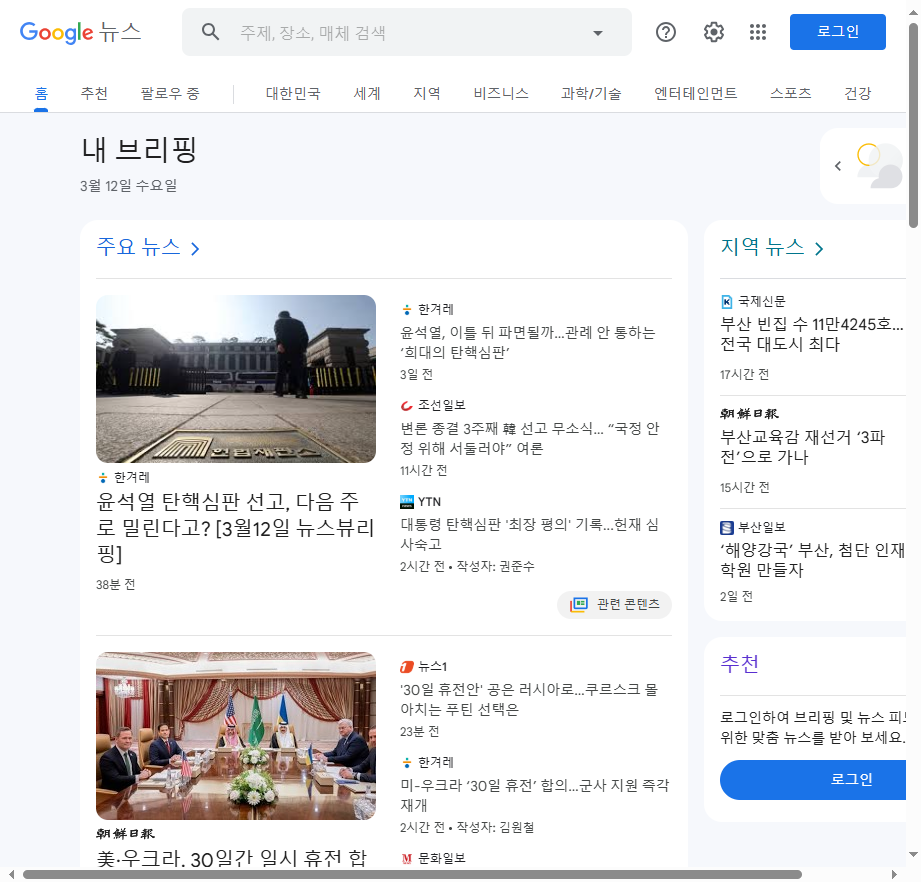 Google 뉴스
주제, 장소, 매체 검색
로그인
홈 추천 팔로우 중 대한민국 세계 지역 비즈니스 과학/기술 엔터테인먼트 스포츠 건강
내 브리핑
3월 12일 수요일
주요 뉴스
한겨레
윤석열 탄핵심판 선고, 다음 주
로 밀린다고? [3월12일 뉴스뷰리
핑]
38분 전
한겨레
윤석열, 이틀 뒤 파면될까…관례 안 통하는
‘희대의 탄핵심판’
3일 전
조선일보
변론 종결 3주째 韓 선고 무소식… “국정 안
정 위해 서둘러야” 여론
11시간 전
YTN
대통령 탄핵심판 '최장 평의' 기록...헌재 심
사숙고
2시간 전 • 작성자: 권준수
관련 콘텐츠
朝鮮日報
美·우크라, 30일간 일시 휴전 합
뉴스1
'30일 휴전안' 공은 러시아로…쿠르스크 몰
아치는 푸틴 선택은
23분 전
한겨레
미-우크라 ‘30일 휴전’ 합의…군사 지원 즉각
재개
2시간 전 • 작성자: 김원철
문화일보
지역 뉴스
국제신문
부산 빈집 수 11만4245호…
전국 대도시 최다
17시간 전
朝鮮日報
부산교육감 재선거 ‘3파
전’으로 가나
15시간 전
부산일보
‘해양강국’ 부산, 첨단 인재
학원 만들자
2일 전
추천
로그인하여 브리핑 및 뉴스 피드
위한 맞춤 뉴스를 받아 보세요.
로그인